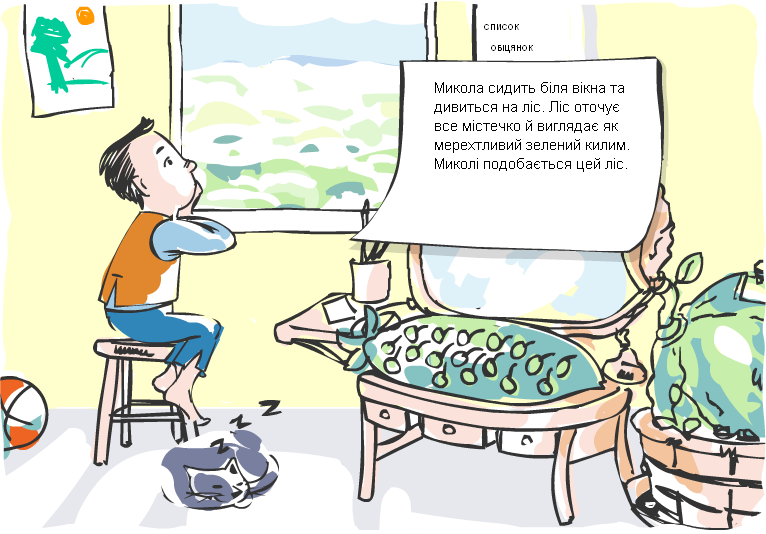 список
обіцянок
Микола сидить біля вікна та
дивиться на ліс. Ліс оточує
все містечко й виглядає як
мерехтливий зелений килим.
Миколі подобається цей ліс.